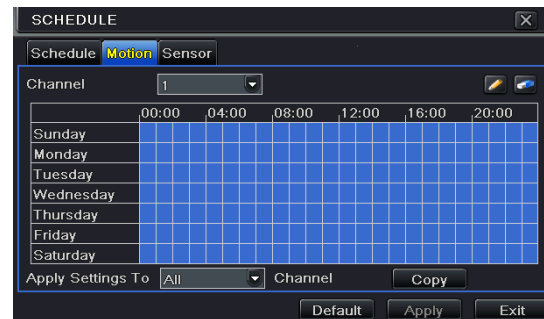 SCHEDULE
Schedule Motion Sensor
Channel 1
00:00 04:00 08:00 12:00 16:00 20:00
Sunday
Monday
Tuesday
Wednesday
Thursday
Friday
Saturday
Apply Settings To All Channel Copy
Default Apply Exit